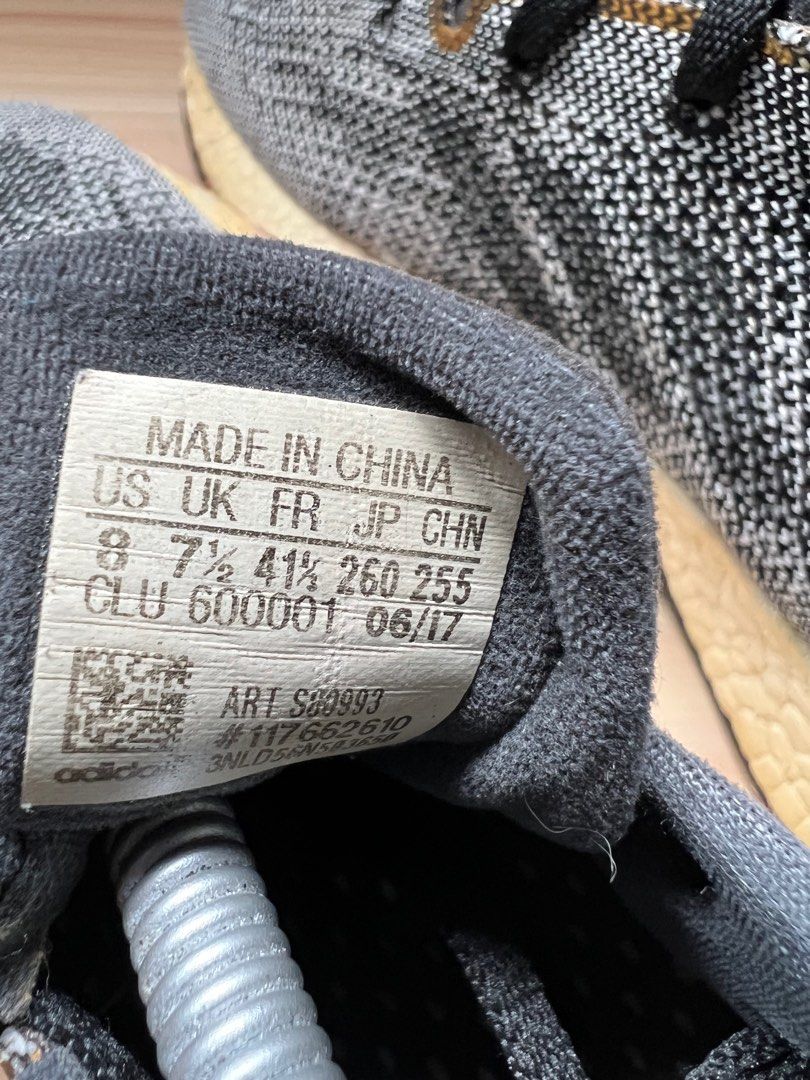 MADE IN CHINA
US UK FR JP CHN
8 7½ 41⅓ 260 255
CLU 600001 06/17
ART S80993
#117662610
adidas